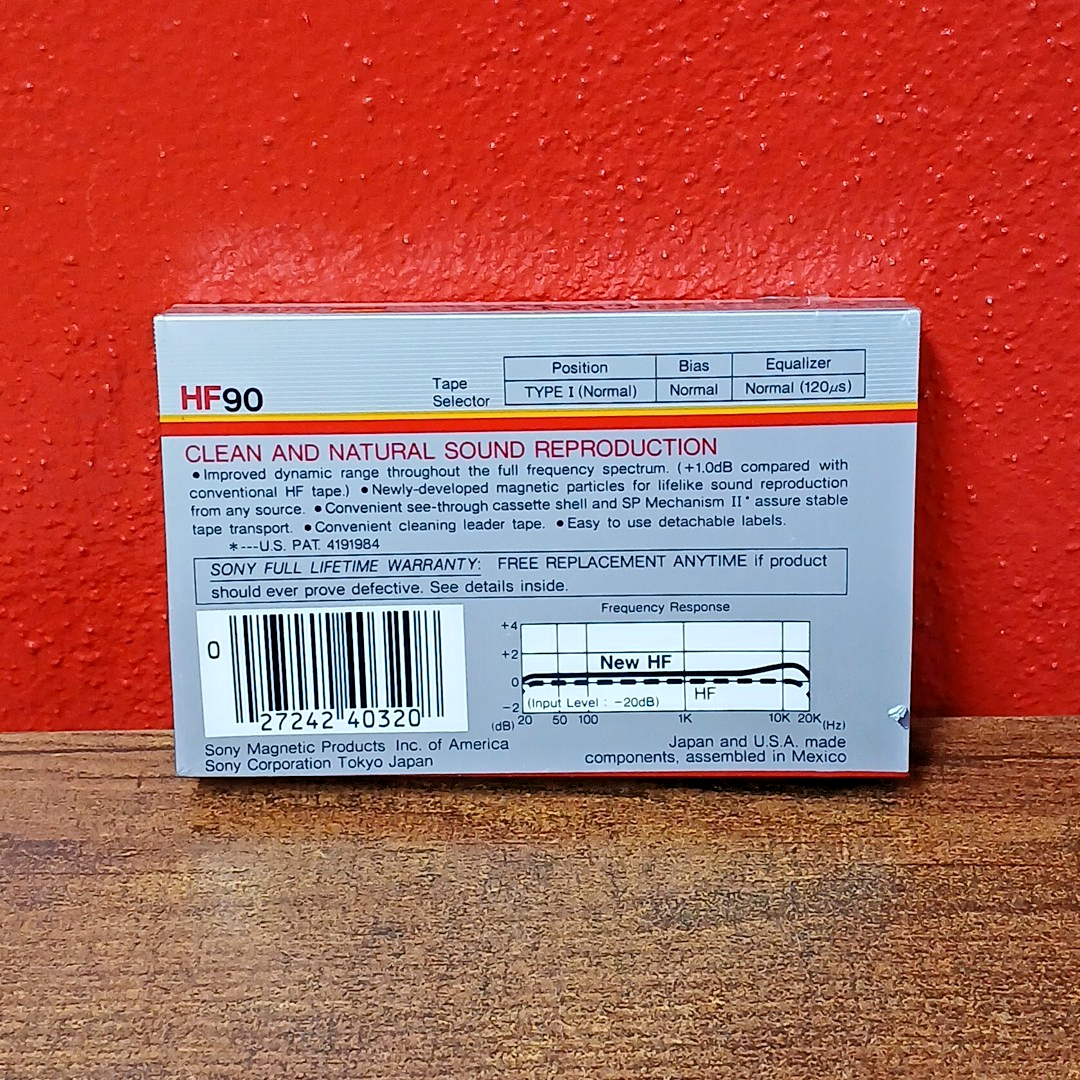 HF90
Tape Selector
Position Bias Equalizer
TYPE I (Normal) Normal Normal (120µs)
CLEAN AND NATURAL SOUND REPRODUCTION
●Improved dynamic range throughout the full frequency spectrum. (+1.0dB compared with
conventional HF tape.) ●Newly-developed magnetic particles for lifelike sound reproduction
from any source. ●Convenient see-through cassette shell and SP Mechanism II* assure stable
tape transport. ●Convenient cleaning leader tape. ●Easy to use detachable labels.
*---U.S. PAT. 4191984
SONY FULL LIFETIME WARRANTY: FREE REPLACEMENT ANYTIME if product
should ever prove defective. See details inside.
0
27242 40320
Frequency Response
+4
+2
0
−2
(dB)
New HF
HF
(Input Level : −20dB)
20 50 100 1K 10K 20K (Hz)
Sony Magnetic Products Inc. of America
Sony Corporation Tokyo Japan
Japan and U.S.A. made
components, assembled in Mexico